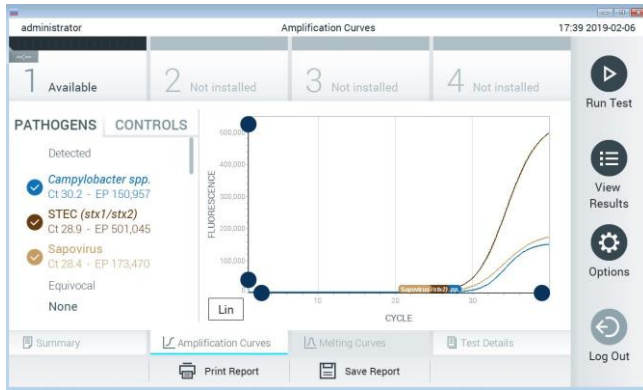 administrator
Amplification Curves
17:39 2019-02-06
1 Available
2 Not installed
3 Not installed
4 Not installed
Run Test
PATHOGENS
CONTROLS
Detected
Campylobacter spp.
Ct 30.2 - EP 150,957
STEC (stx1/stx2)
Ct 28.9 - EP 501,045
Sapovirus
Ct 28.4 - EP 173,470
Equivocal
None
FLUORESCENCE
500,000
400,000
300,000
200,000
100,000
0
Sapovirus
stx2)
spp.
10
20
30
CYCLE
Lin
View
Results
Options
Log Out
Summary
Amplification Curves
Melting Curves
Test Details
Print Report
Save Report